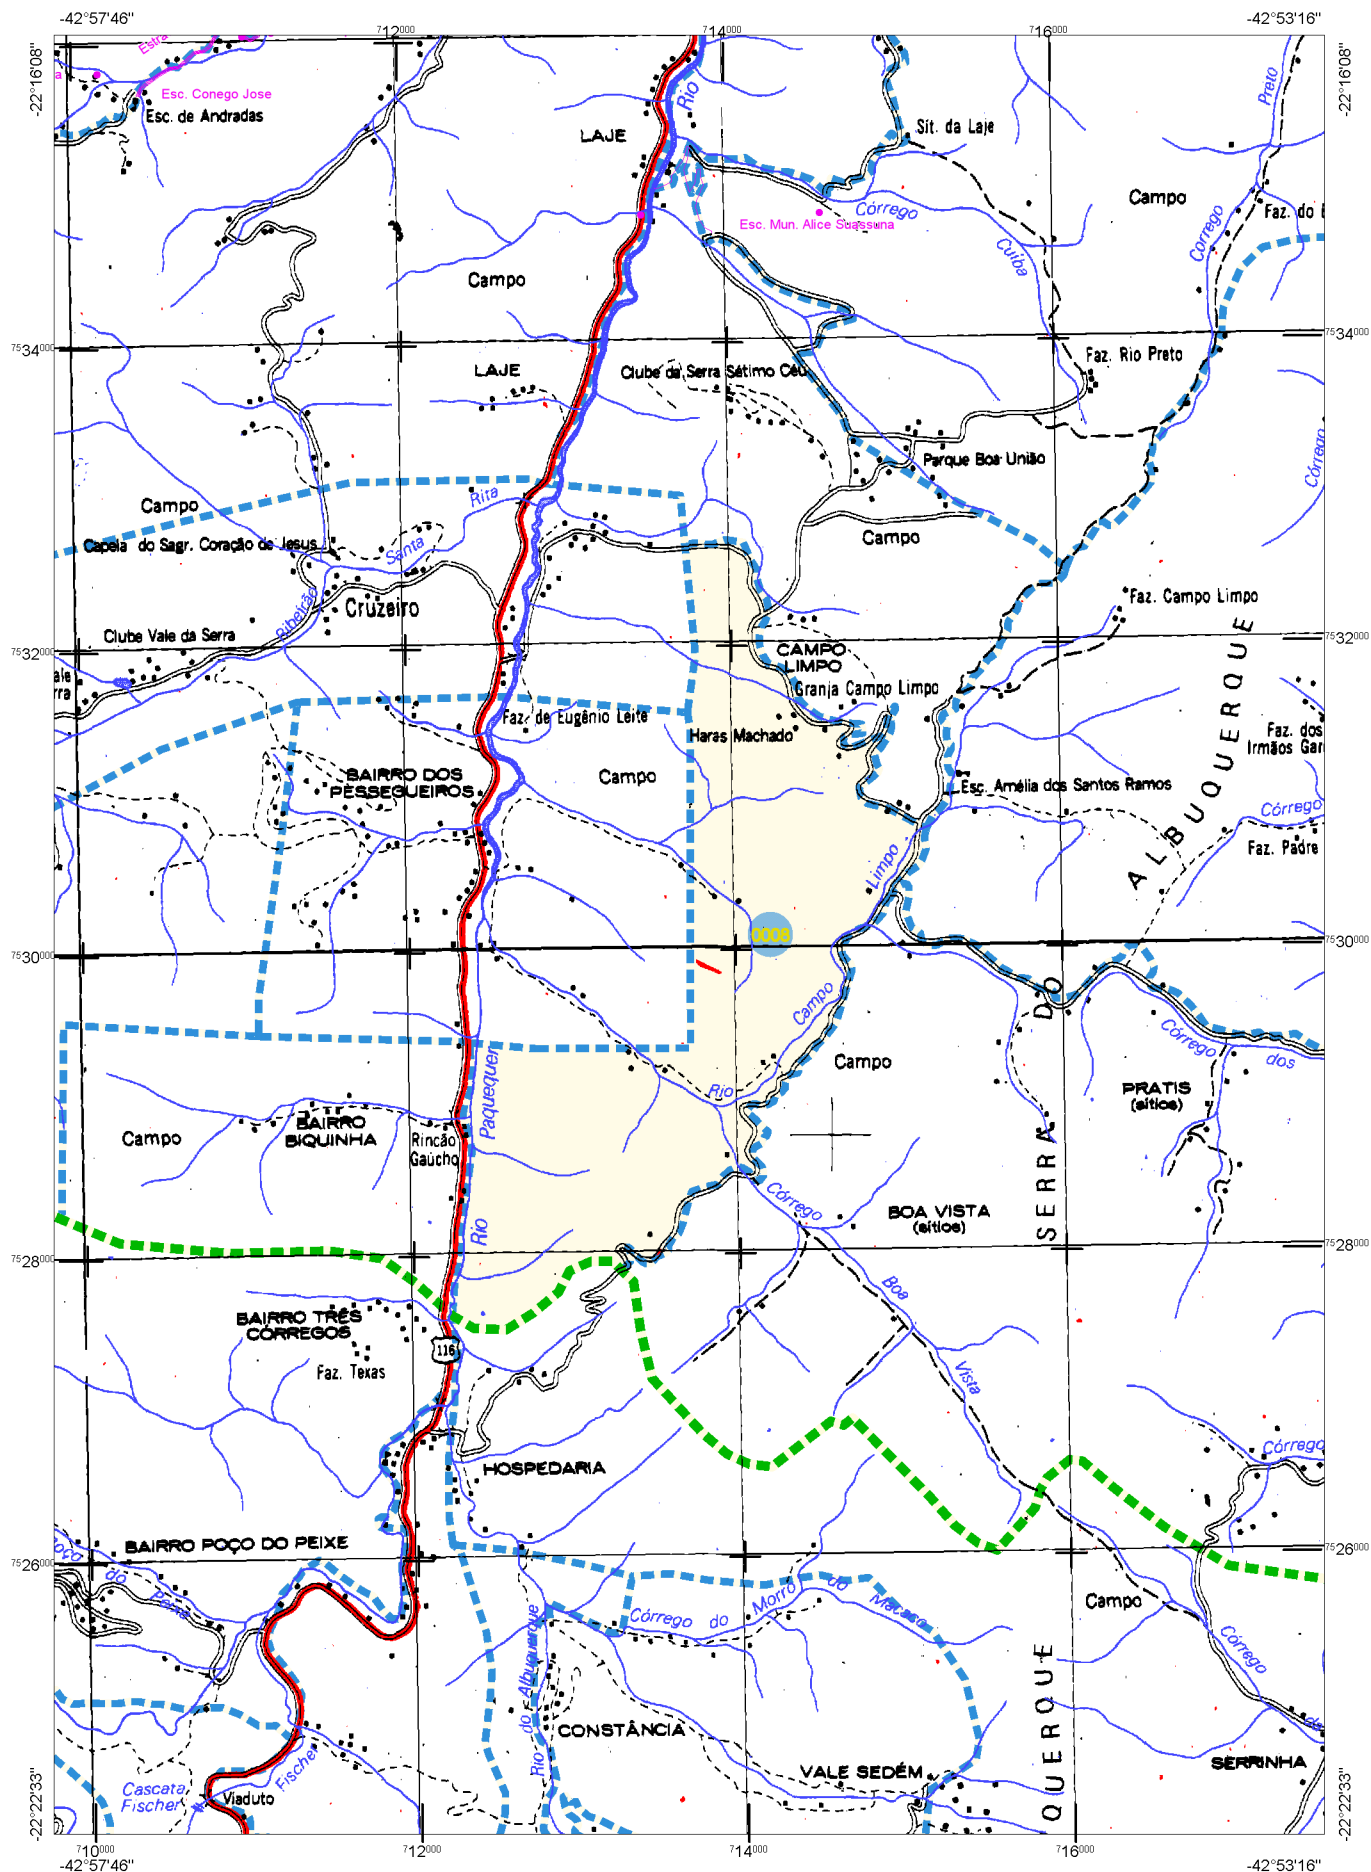 -42°57'46"
-42°53'16"
712000
714000
716000
-22°16'08"
-22°16'08"
Estra
a
Esc. Conego Jose
Esc. de Andradas
LAJE
Rio
Sit. da Laje
Preto
Campo
Córrego
Esc. Mun. Alice Suassuna
Faz. do
Córrego
Cuiba
Campo
7534000
7534000
LAJE
Clube da Serra Sétimo Céu
Faz. Rio Preto
Parque Boa União
Córrego
Campo
Rita
Santa
Capela do Sagr. Coração de Jesus
Campo
Cruzeiro
Ribeirão
Faz. Campo Limpo
Clube Vale da Serra
7532000
7532000
CAMPO
LIMPO
ale
rra
Granja Campo Limpo
Faz. de Eugênio Leite
Haras Machado
Faz. dos
Irmãos Gar
BAIRRO DOS
PESSEGUEIROS
Campo
Esc. Amélia dos Santos Ramos
Córrego
ALBUQUERQUE
Faz. Padre
Limpo
0008
7530000
7530000
Campo
DO
Córrego
dos
Paquequer
Campo
Rio
PRATIS
(sítios)
BAIRRO
BIQUINHA
Campo
Rincão
Gaúcho
SERRA
Córrego
BOA VISTA
(sítios)
Rio
7528000
7528000
Boa
BAIRRO TRÊS
CÓRREGOS
116
Faz. Texas
Vista
HOSPEDARIA
Córrego
BAIRRO POÇO DO PEIXE
7526000
7526000
do
Peixe
Córrego do Morro do
Macaco
Campo
Córrego
Rio do Albuquerque
CONSTÂNCIA
QUERQUE
SERRINHA
VALE SEDÉM
Cascata
Fischer
Fischer
Viaduto
-22°22'33"
-22°22'33"
710000
712000
714000
716000
-42°57'46"
-42°53'16"